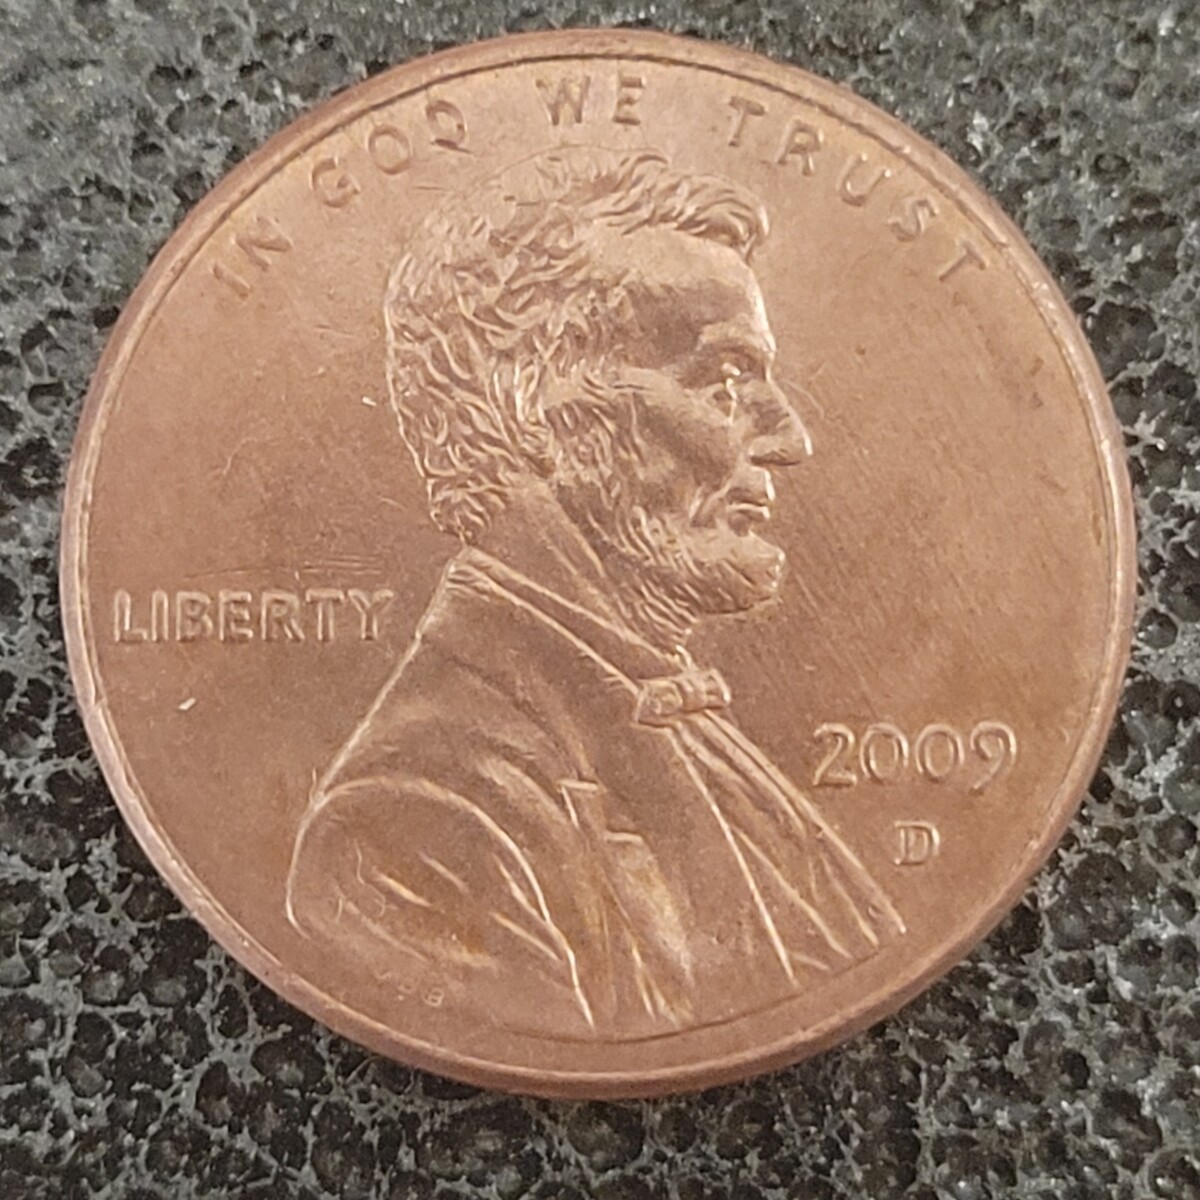 IN GOD WE TRUST
LIBERTY
2009
D
VDB